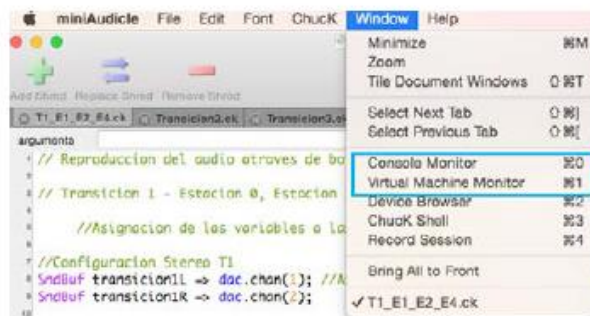 miniAudicle File Edit Font ChucK Window Help
Add Shred Replace Shred Remove Shred
T1_E1_E2_E4.ck Transicion2.ck
arguments
// Reproduccion del audio atraves de
// Transicion 1 - Estacion 0, Estacion
//Asignacion de las variables a
//Configuracion Stereo T1
SndBuf transicion1L => dac.chan(1);
SndBuf transicion1R => dac.chan(2);
Minimize ⌘M
Zoom
Tile Document Windows ⇧⌘T
Select Next Tab ⇧⌘]
Select Previous Tab ⇧⌘[
Console Monitor ⌘0
Virtual Machine Monitor ⌘1
Device Browser ⌘2
ChucK Shell ⌘3
Record Session ⌘4
Bring All to Front
✓ T1_E1_E2_E4.ck